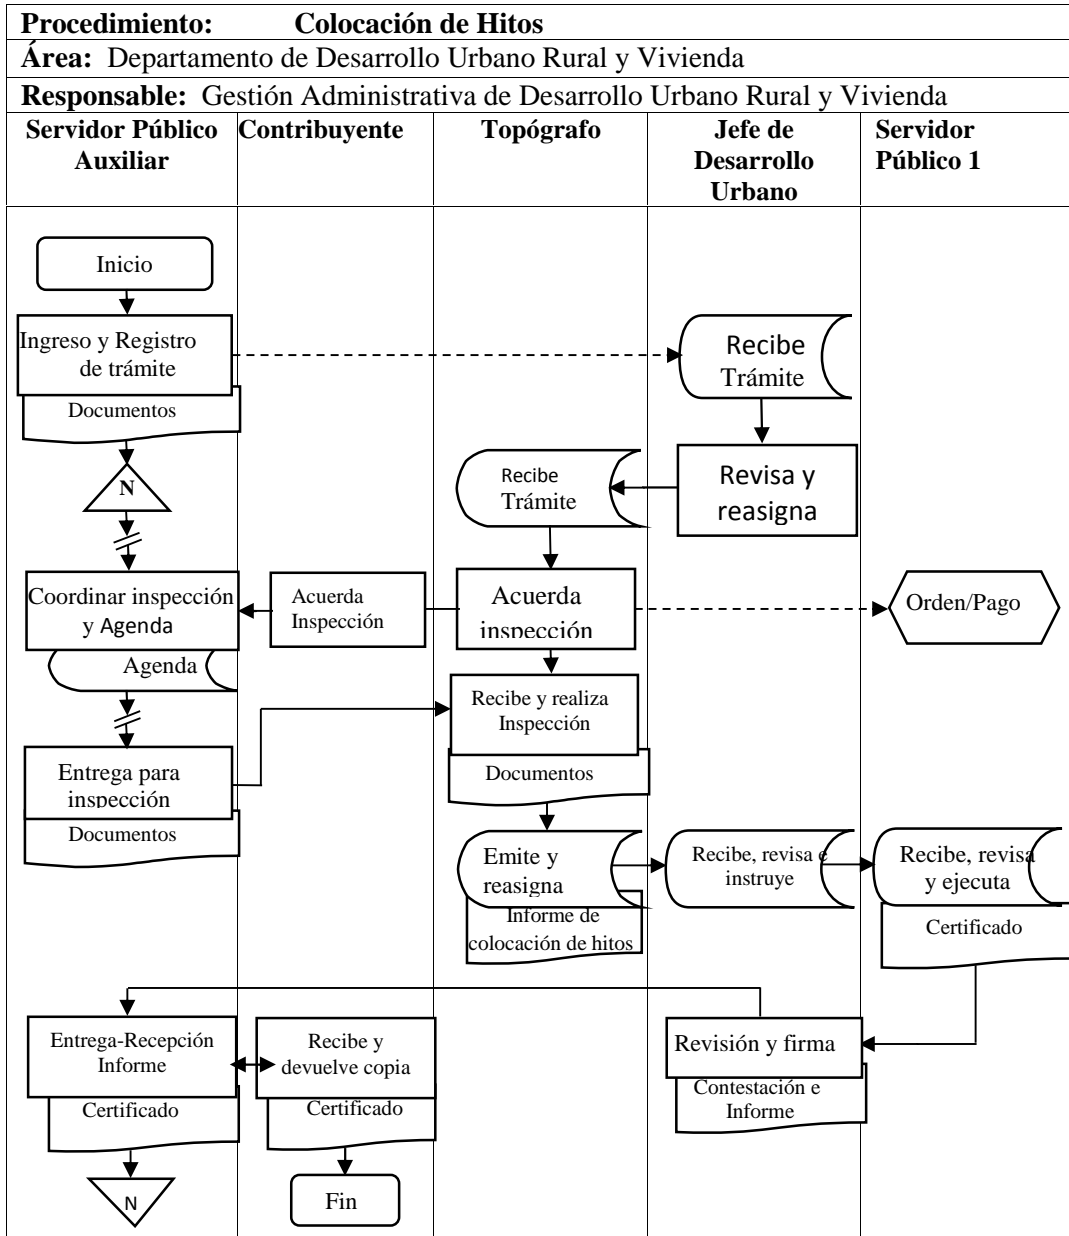 Procedimiento: Colocación de Hitos
Área: Departamento de Desarrollo Urbano Rural y Vivienda
Responsable: Gestión Administrativa de Desarrollo Urbano Rural y Vivienda
Servidor Público
Auxiliar
Contribuyente
Topógrafo
Jefe de
Desarrollo
Urbano
Servidor
Público 1
Inicio
Ingreso y Registro
de trámite
Documentos
Recibe
Trámite
N
Recibe
Trámite
Revisa y
reasigna
Coordinar inspección
y Agenda
Agenda
Acuerda
Inspección
Acuerda
inspección
Orden/Pago
Recibe y realiza
Inspección
Documentos
Entrega para
inspección
Documentos
Emite y
reasigna
Informe de
colocación de hitos
Recibe, revisa e
instruye
Recibe, revisa
y ejecuta
Certificado
Entrega-Recepción
Informe
Certificado
Recibe y
devuelve copia
Certificado
Revisión y firma
Contestación e
Informe
N
Fin